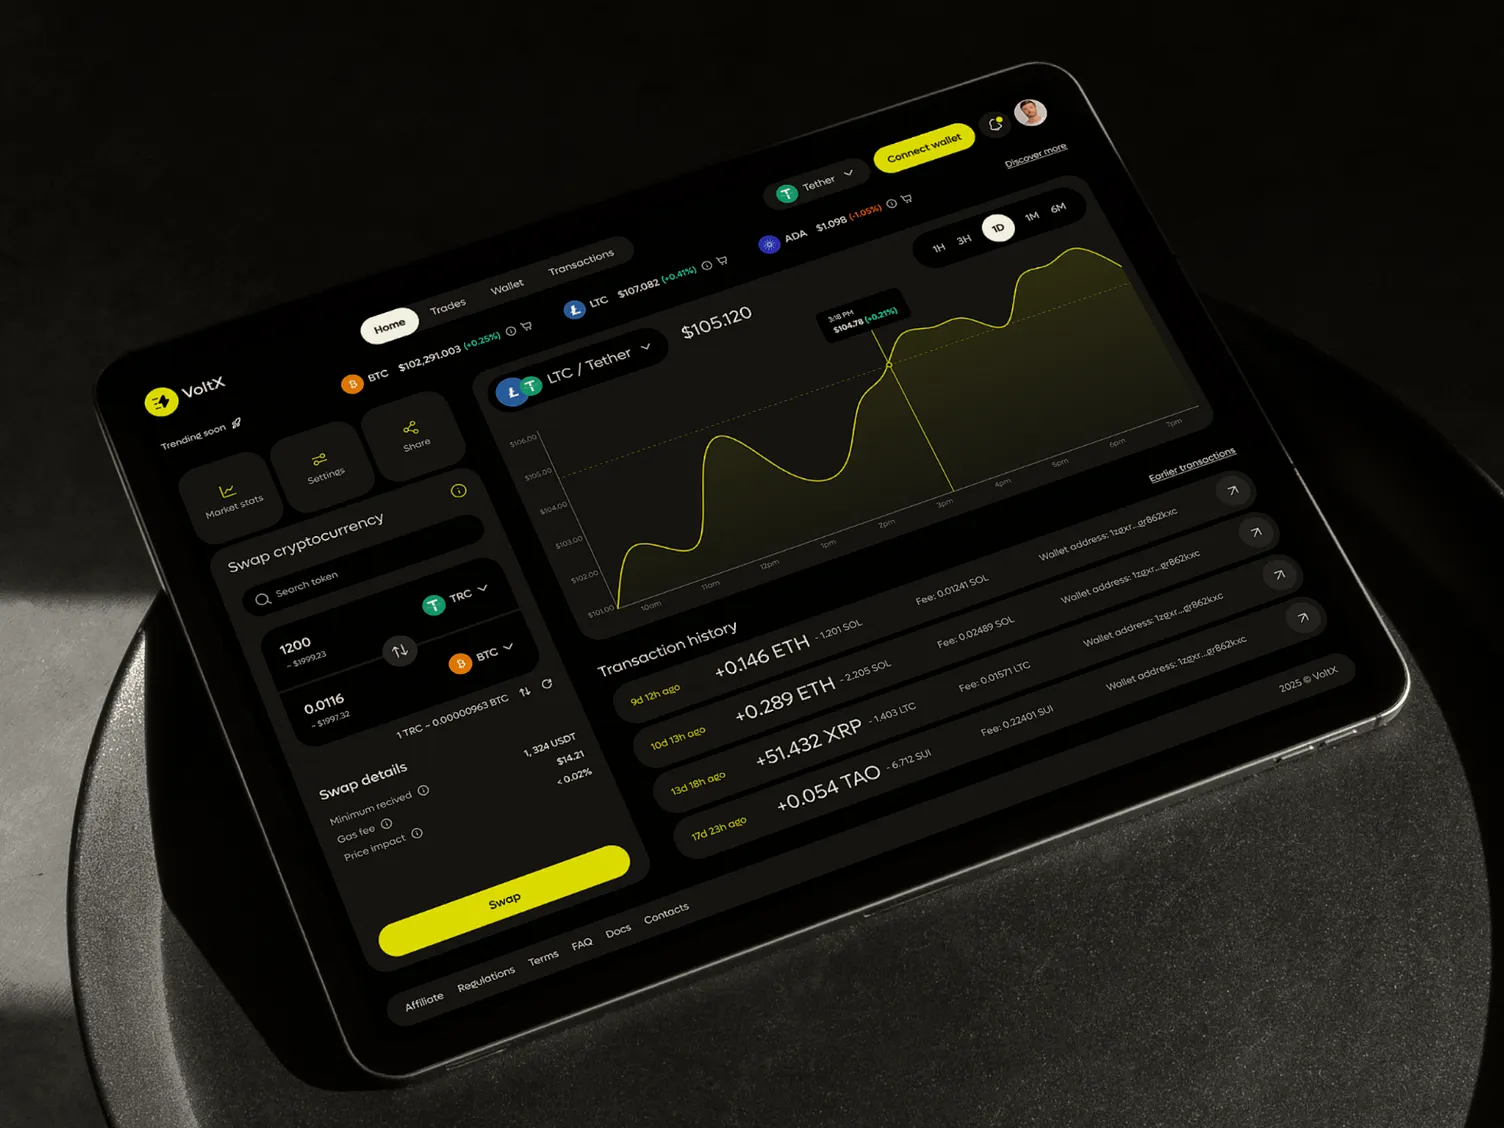 VoltX
Home
Trades
Wallet
Transactions
Tether
Connect wallet
Trending soon
BTC $102,291.003 (+0.25%)
LTC $107.082 (+0.41%)
ADA $1.098 (-1.05%)
Discover more
Market stats
Settings
Share
Swap cryptocurrency
Search token
1200
~ $1999.23
TRC
0.0116
~ $1997.32
BTC
1 TRC ~ 0.00000963 BTC
Swap details
Minimum recived 1, 324 USDT
Gas fee $14.21
Price impact < 0.02%
Swap
LTC / Tether
$105.120
1H 3H 1D 1M 6M
3:18 PM
$104.78 (+0.21%)
$106.00
$105.00
$104.00
$103.00
$102.00
$101.00
10am 11am 12pm 1pm 2pm 3pm 4pm 5pm 6pm 7pm
Transaction history
Earlier transactions
9d 12h ago +0.146 ETH - 1.201 SOL Fee: 0.01241 SOL Wallet address: 1zgxr...gr862kxc
10d 13h ago +0.289 ETH - 2.205 SOL Fee: 0.02489 SOL Wallet address: 1zgxr...gr862kxc
13d 18h ago +51.432 XRP - 1.403 LTC Fee: 0.01571 LTC Wallet address: 1zgxr...gr862kxc
17d 23h ago +0.054 TAO - 6.712 SUI Fee: 0.22401 SUI Wallet address: 1zgxr...gr862kxc
Affiliate Regulations Terms FAQ Docs Contacts
2025 © VoltX